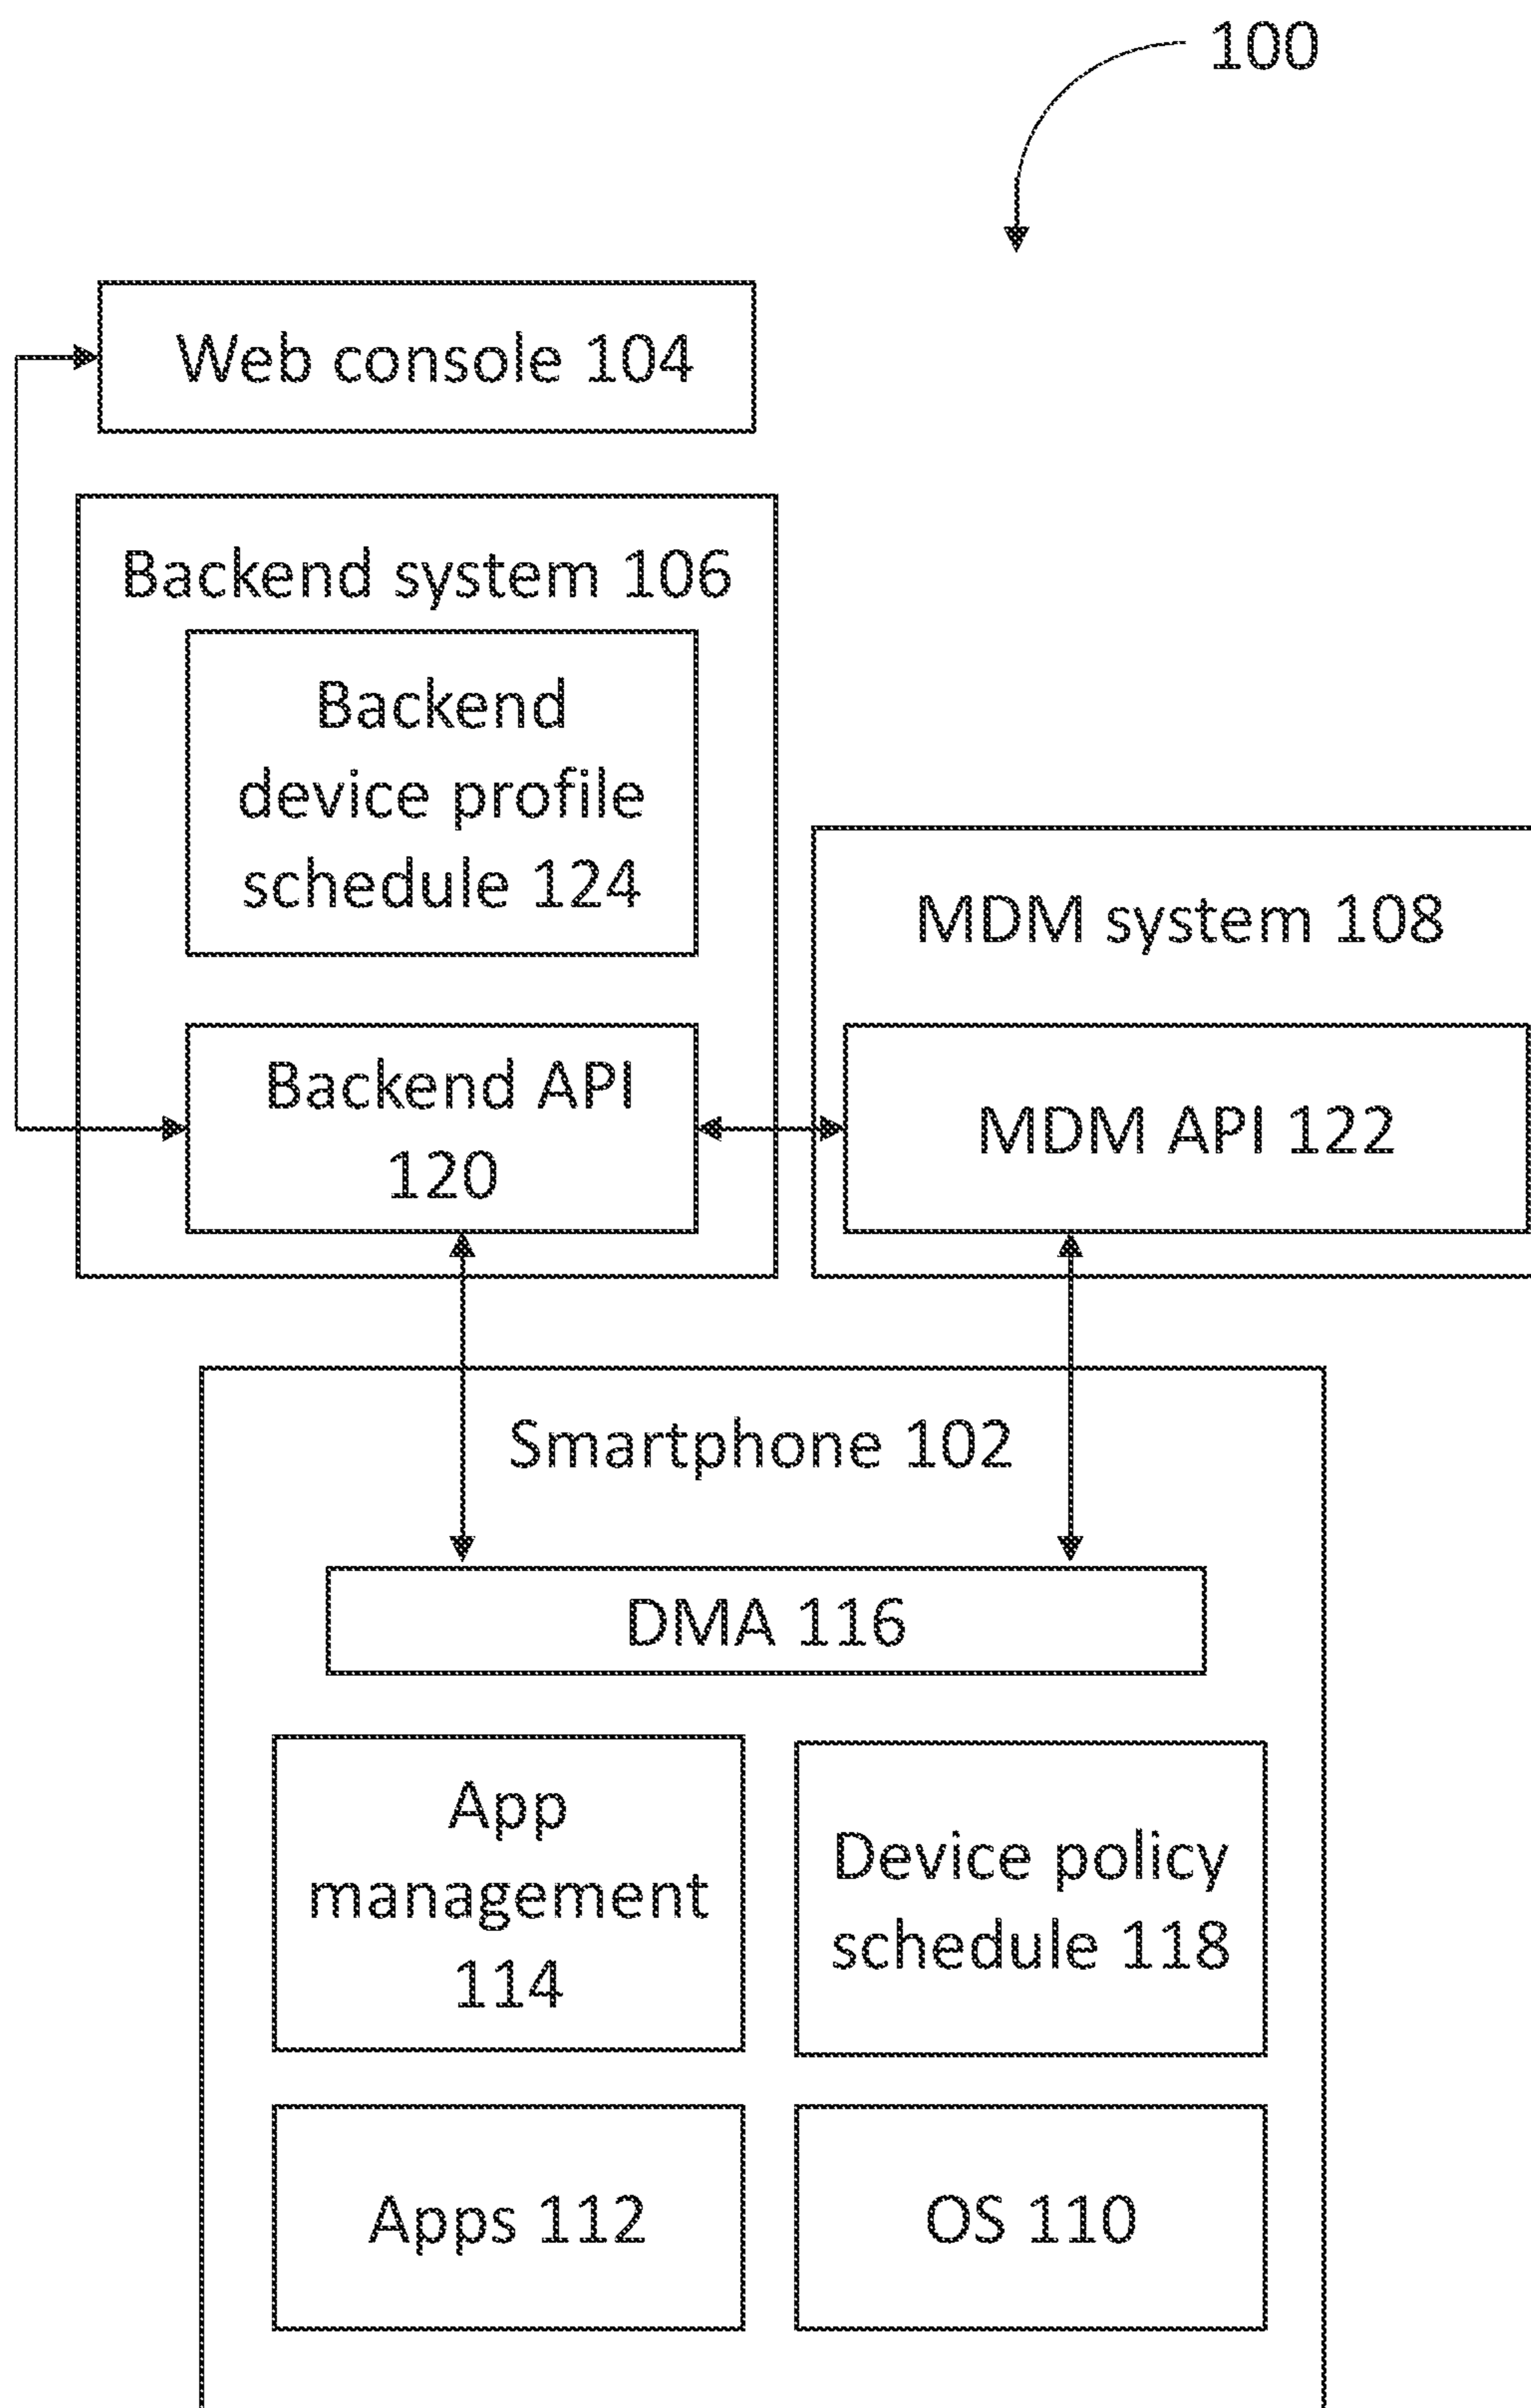 100
Web console 104
Backend system 106
Backend
device profile
schedule 124
MDM system 108
Backend API
120
MDM API 122
Smartphone 102
DMA 116
App
management
114
Device policy
schedule 118
Apps 112
OS 110